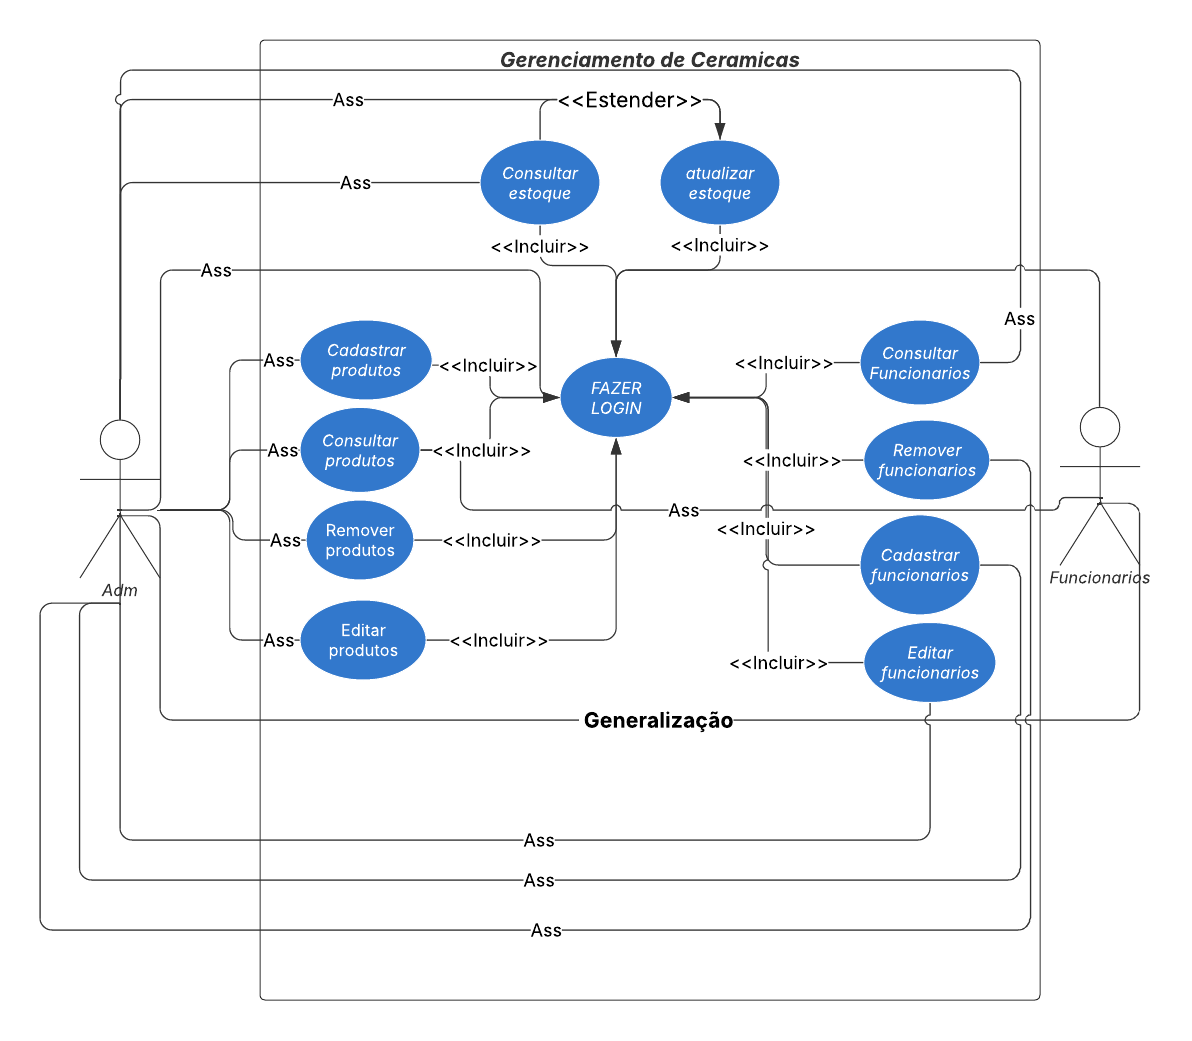 Gerenciamento de Ceramicas
Ass
<<Estender>>
Consultar
estoque
atualizar
estoque
Ass
<<Incluir>>
<<Incluir>>
Ass
Ass
Cadastrar
produtos
Ass
<<Incluir>>
FAZER
LOGIN
<<Incluir>>
Consultar
Funcionarios
Consultar
produtos
Ass
<<Incluir>>
<<Incluir>>
Remover
funcionarios
Ass
Remover
produtos
Ass
<<Incluir>>
<<Incluir>>
Cadastrar
funcionarios
Adm
Funcionarios
Editar
produtos
Ass
<<Incluir>>
<<Incluir>>
Editar
funcionarios
Generalização
Ass
Ass
Ass